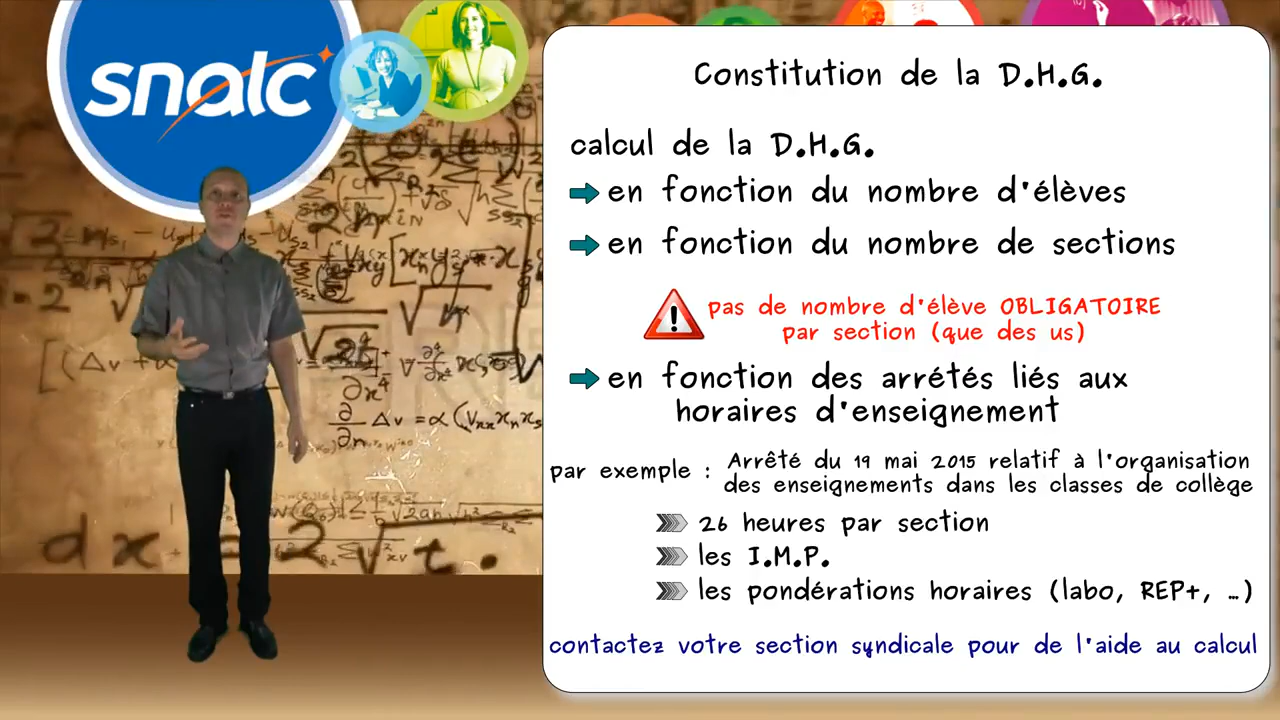 snalc
Constitution de la D.H.G.
calcul de la D.H.G.
en fonction du nombre d'élèves
en fonction du nombre de sections
pas de nombre d'élève OBLIGATOIRE
par section (que des us)
en fonction des arrétés liés aux
horaires d'enseignement
par exemple : Arrêté du 19 mai 2015 relatif à l'organisation
des enseignements dans les classes de collège
26 heures par section
les I.M.P.
les pondérations horaires (labo, REP+, …)
contactez votre section syndicale pour de l'aide au calcul